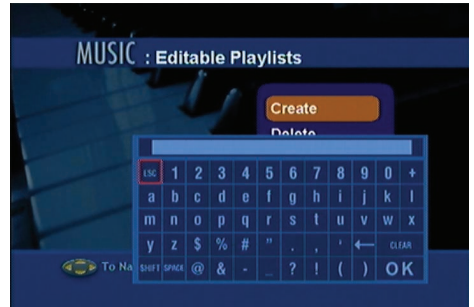 MUSIC : Editable Playlists
Create
Delete
ESC 1 2 3 4 5 6 7 8 9 0 +
a b c d e f g h i j k l
m n o p q r s t u v w x
y z $ % # " . , ' ← CLEAR
To Na
SHIFT SPACE @ & - _ ? ! ( ) OK